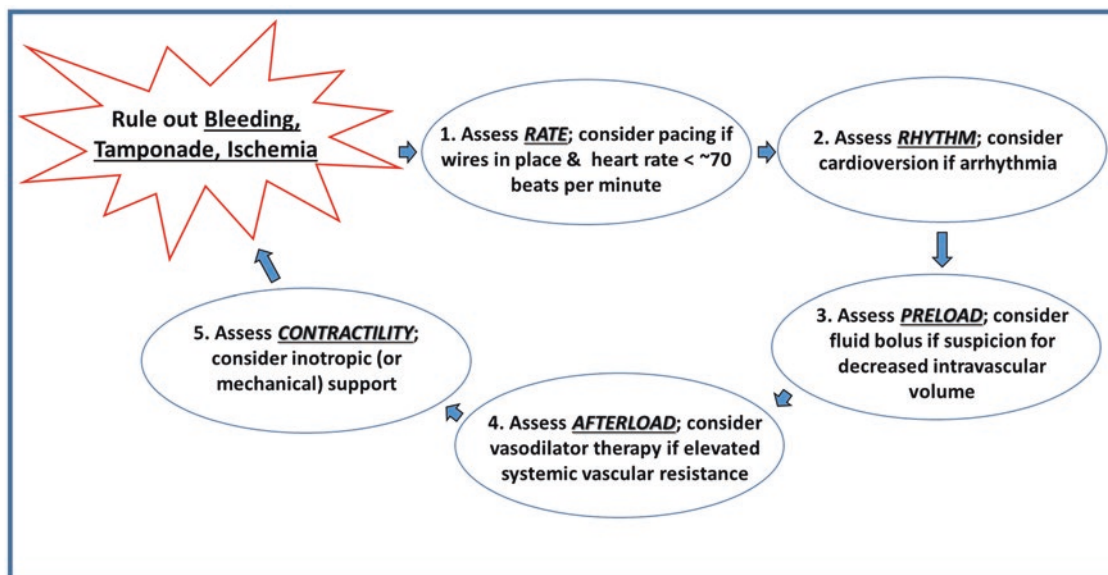 Rule out Bleeding,
Tamponade, Ischemia
1. Assess RATE; consider pacing if
wires in place & heart rate < ~70
beats per minute
2. Assess RHYTHM; consider
cardioversion if arrhythmia
3. Assess PRELOAD; consider
fluid bolus if suspicion for
decreased intravascular
volume
4. Assess AFTERLOAD; consider
vasodilator therapy if elevated
systemic vascular resistance
5. Assess CONTRACTILITY;
consider inotropic (or
mechanical) support